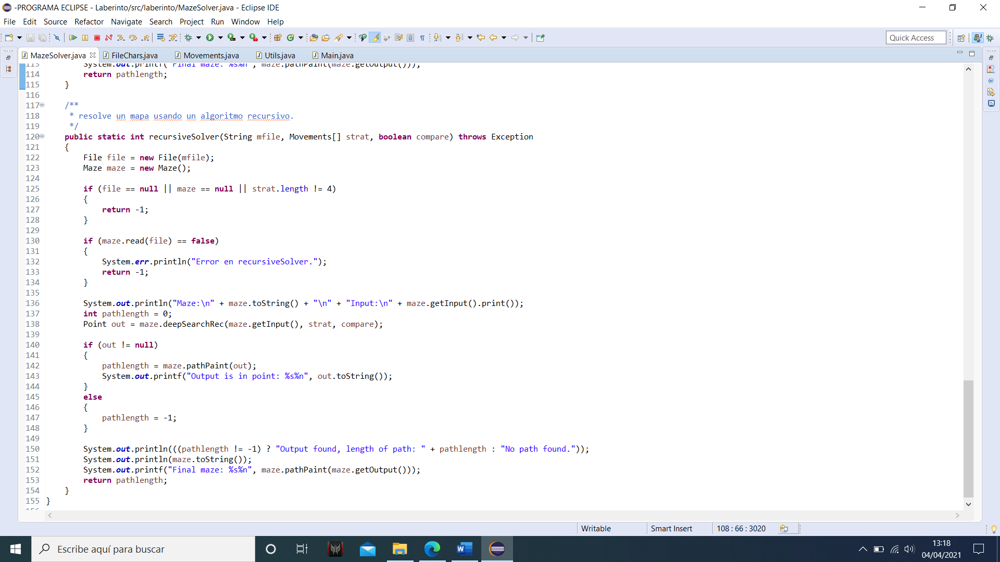 -PROGRAMA ECLIPSE - Laberinto/src/laberinto/MazeSolver.java - Eclipse IDE
File Edit Source Refactor Navigate Search Project Run Window Help
Quick Access
MazeSolver.java FileChars.java Movements.java Utils.java Main.java
113 System.out.printf("Final maze: %s%n", maze.pathPaint(maze.getOutput()));
114 return pathlength;
115 }
116
117 /**
118 * resolve un mapa usando un algoritmo recursivo.
119 */
120 public static int recursiveSolver(String mfile, Movements[] strat, boolean compare) throws Exception
121 {
122 File file = new File(mfile);
123 Maze maze = new Maze();
124
125 if (file == null || maze == null || strat.length != 4)
126 {
127 return -1;
128 }
129
130 if (maze.read(file) == false)
131 {
132 System.err.println("Error en recursiveSolver.");
133 return -1;
134 }
135
136 System.out.println("Maze:\n" + maze.toString() + "\n" + "Input:\n" + maze.getInput().print());
137 int pathlength = 0;
138 Point out = maze.deepSearchRec(maze.getInput(), strat, compare);
139
140 if (out != null)
141 {
142 pathlength = maze.pathPaint(out);
143 System.out.printf("Output is in point: %s%n", out.toString());
144 }
145 else
146 {
147 pathlength = -1;
148 }
149
150 System.out.println(((pathlength != -1) ? "Output found, length of path: " + pathlength : "No path found."));
151 System.out.println(maze.toString());
152 System.out.printf("Final maze: %s%n", maze.pathPaint(maze.getOutput()));
153 return pathlength;
154 }
155 }
Writable Smart Insert 108 : 66 : 3020
Escribe aquí para buscar
13:18
04/04/2021